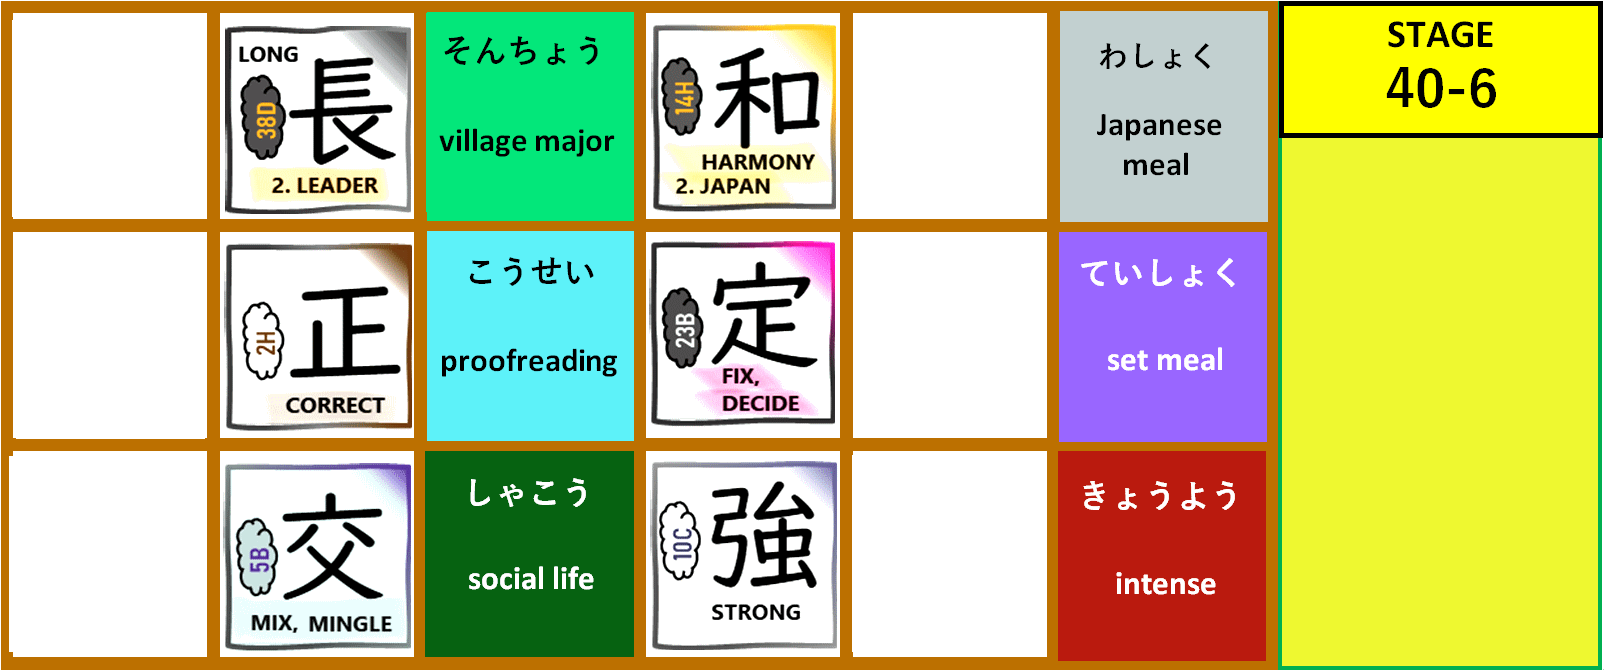 LONG
長
38D
2. LEADER
そんちょう
village major
和
14H
HARMONY
2. JAPAN
わしょく
Japanese
meal
STAGE
40-6
正
2H
CORRECT
こうせい
proofreading
定
23B
FIX,
DECIDE
ていしょく
set meal
交
5B
MIX, MINGLE
しゃこう
social life
強
10C
STRONG
きょうよう
intense